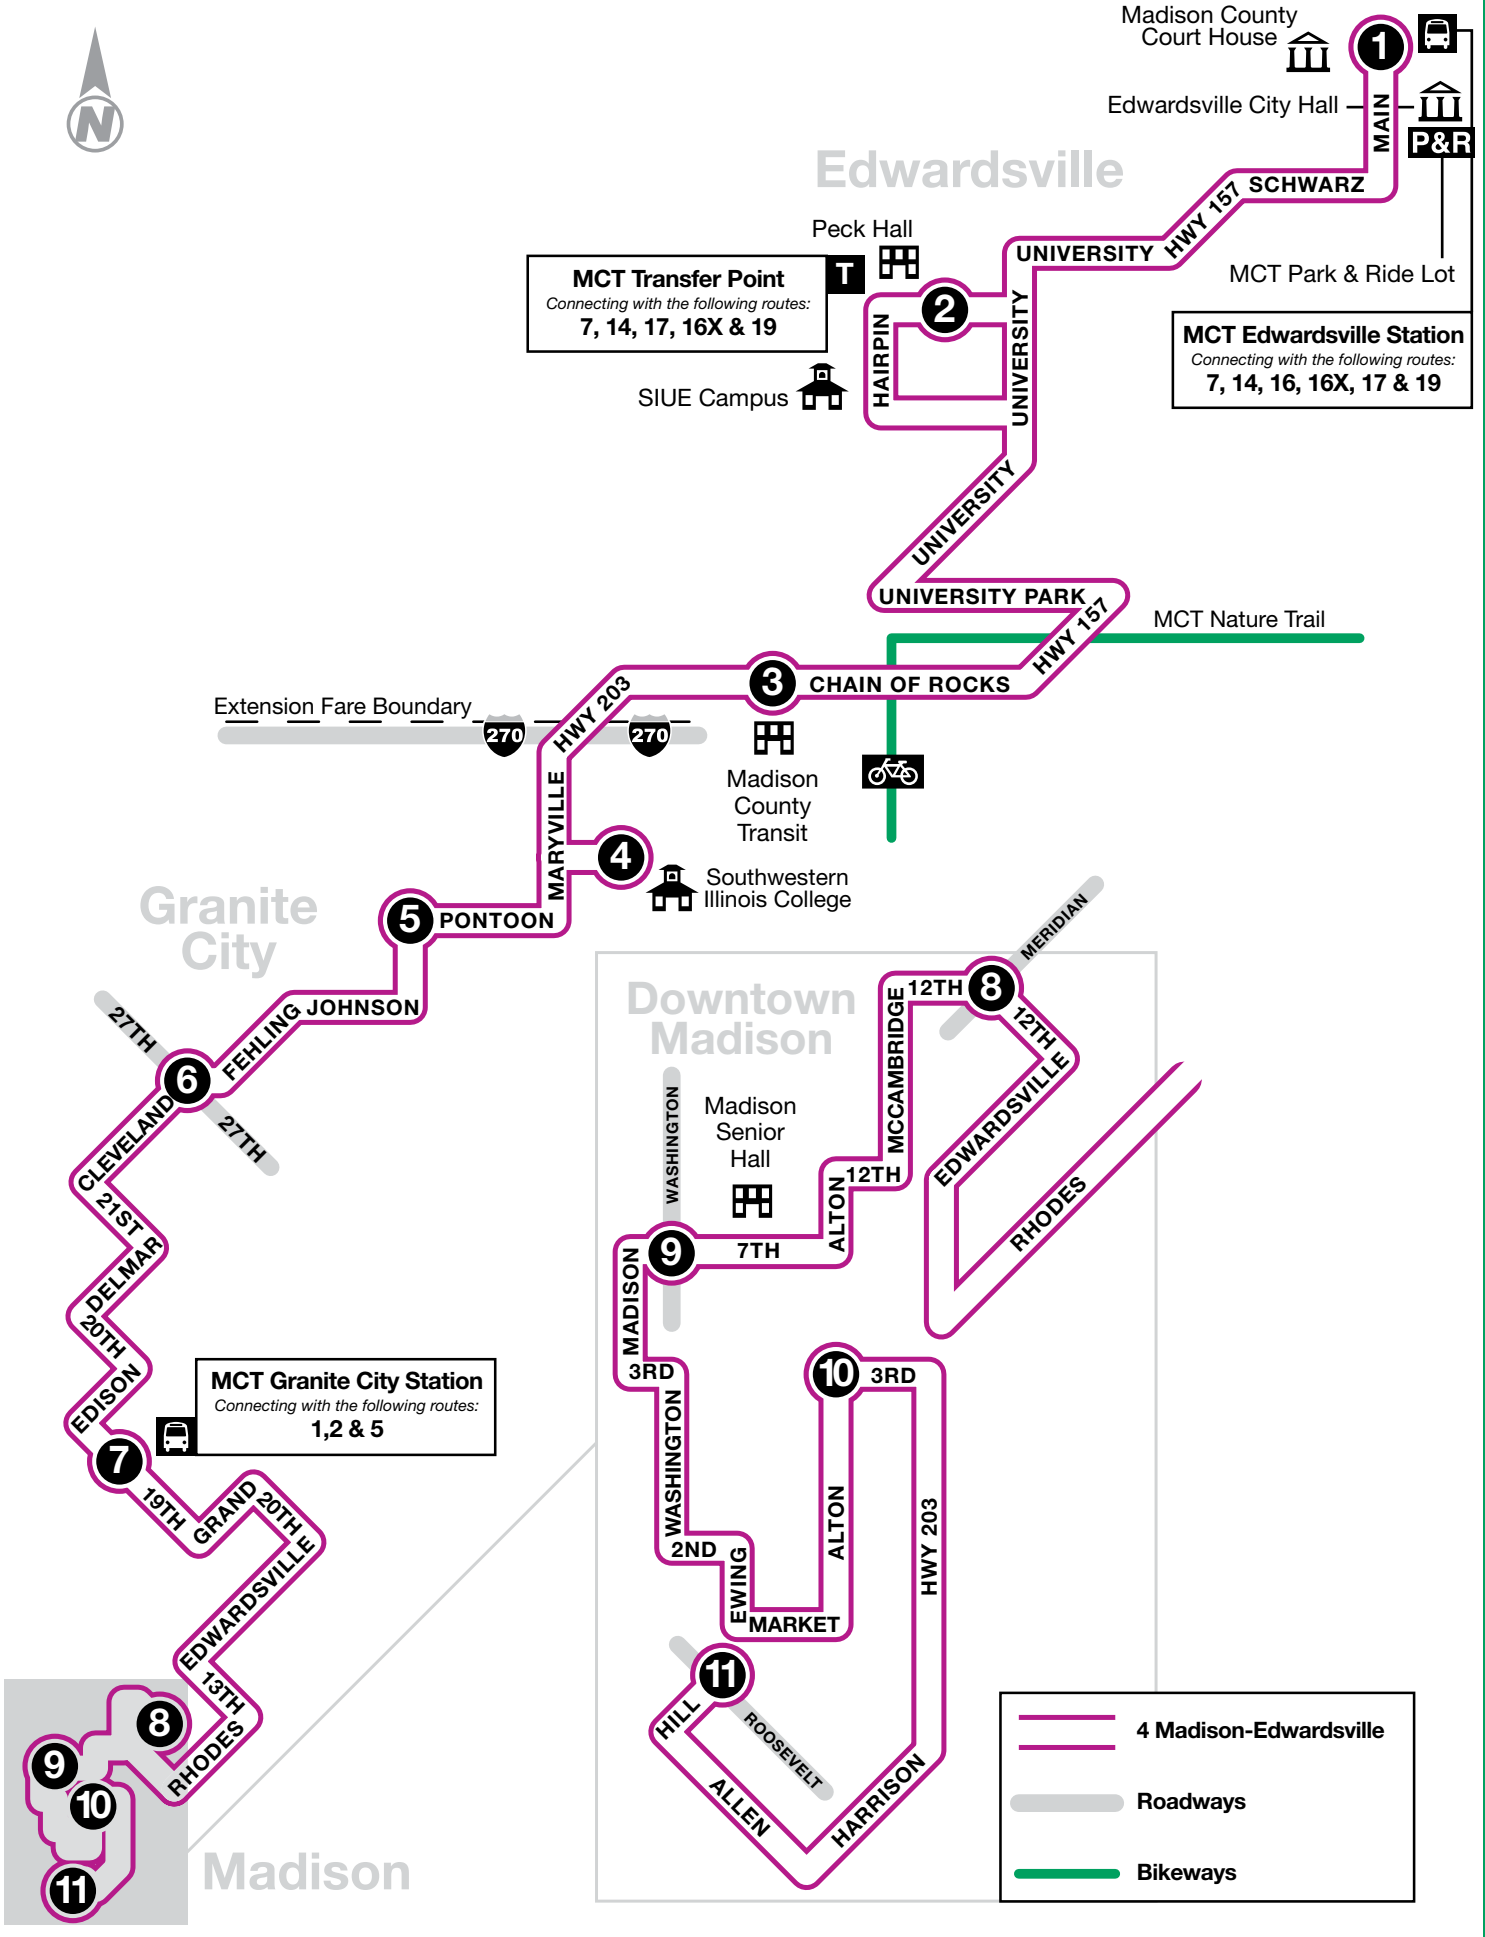 Madison County
Court House
1
Edwardsville City Hall
MAIN
P&R
Edwardsville
SCHWARZ
HWY 157
UNIVERSITY
Peck Hall
MCT Park & Ride Lot
MCT Transfer Point
Connecting with the following routes:
7, 14, 17, 16X & 19
T
2
HAIRPIN
UNIVERSITY
SIUE Campus
MCT Edwardsville Station
Connecting with the following routes:
7, 14, 16, 16X, 17 & 19
UNIVERSITY
UNIVERSITY PARK
HWY 157
MCT Nature Trail
3
CHAIN OF ROCKS
HWY 203
Extension Fare Boundary
270
270
Madison
County
Transit
MARYVILLE
4
Southwestern
Illinois College
Granite
City
5
PONTOON
JOHNSON
FEHLING
27TH
6
27TH
CLEVELAND
21ST
DELMAR
20TH
EDISON
MCT Granite City Station
Connecting with the following routes:
1,2 & 5
7
19TH
GRAND
20TH
EDWARDSVILLE
13TH
RHODES
8
9
10
11
Madison
Downtown
Madison
MERIDIAN
12TH
8
12TH
MCCAMBRIDGE
EDWARDSVILLE
RHODES
WASHINGTON
Madison
Senior
Hall
12TH
ALTON
9
7TH
MADISON
3RD
WASHINGTON
10
3RD
2ND
EWING
ALTON
HWY 203
MARKET
11
HILL
ROOSEVELT
ALLEN
HARRISON
4 Madison-Edwardsville
Roadways
Bikeways
N